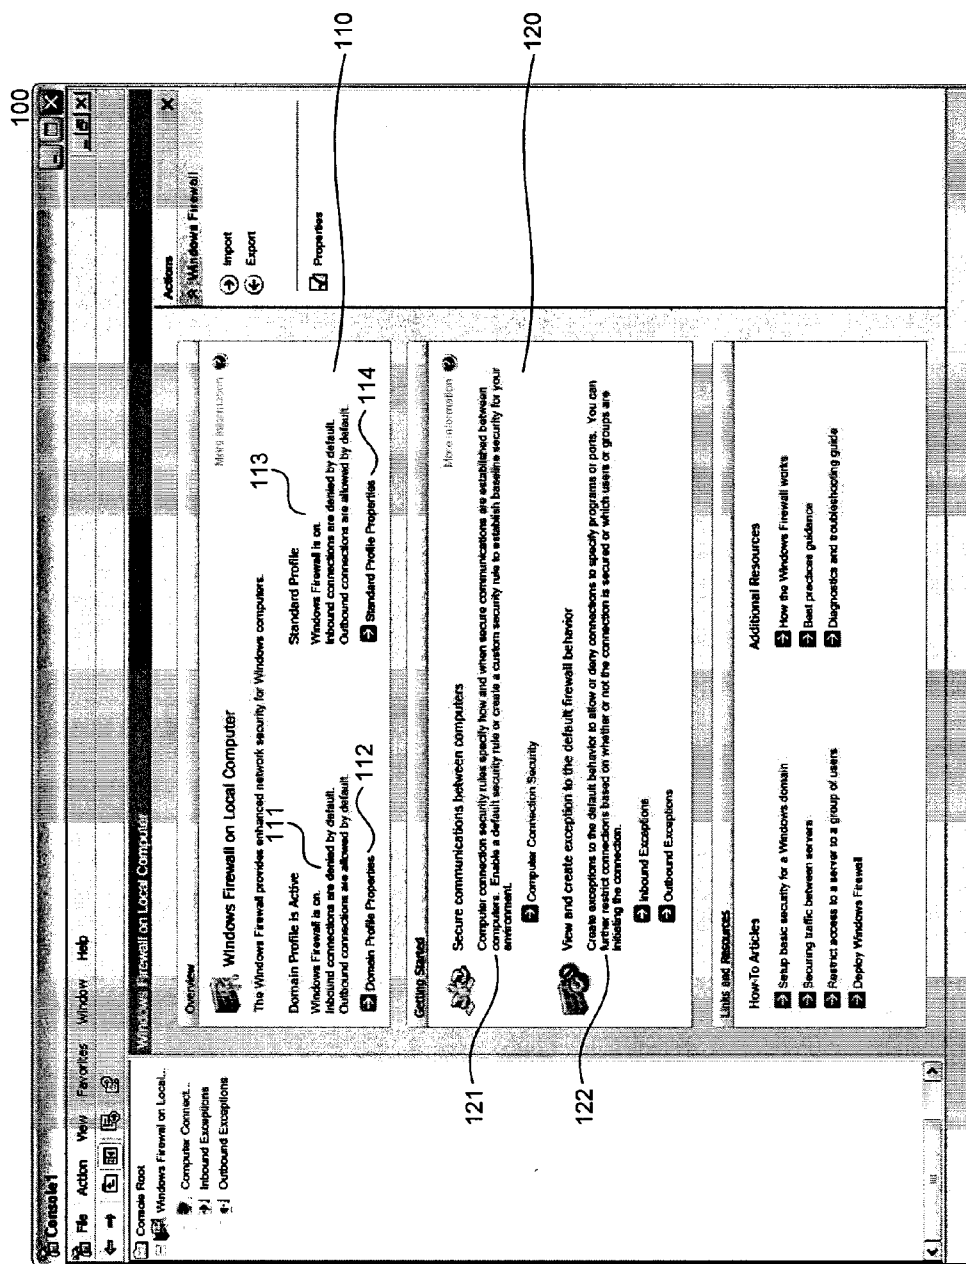 100
Console1
File Action View Favorites Window Help
Console Root
Windows Firewall on Local...
Computer Connect...
Inbound Exceptions
Outbound Exceptions
Windows Firewall on Local Computer
Overview
Windows Firewall on Local Computer
More information
The Windows Firewall provides enhanced network security for Windows computers.
Domain Profile is Active
111
Windows Firewall is on.
Inbound connections are denied by default.
Outbound connections are allowed by default.
Domain Profile Properties
112
Standard Profile
113
Windows Firewall is on.
Inbound connections are denied by default.
Outbound connections are allowed by default.
Standard Profile Properties
114
110
Getting Started
Secure communications between computers
More information
Computer connection security rules specify how and when secure communications are established between
computers. Enable a default security rule or create a custom security rule to establish baseline security for your
environment.
121
Computer Connection Security
View and create exception to the default firewall behavior
Create exceptions to the default behavior to allow or deny connections to specify programs or ports. You can
further restrict connections based on whether or not the connection is secured or which users or groups are
initiating the connection.
122
Inbound Exceptions
Outbound Exceptions
120
Links and Resources
How-To Articles
Setup basic security for a Windows domain
Securing traffic between servers
Restrict access to a server to a group of users
Deploy Windows Firewall
Additional Resources
How the Windows Firewall works
Best practices guidance
Diagnostics and troubleshooting guide
Actions
Windows Firewall
Import
Export
Properties